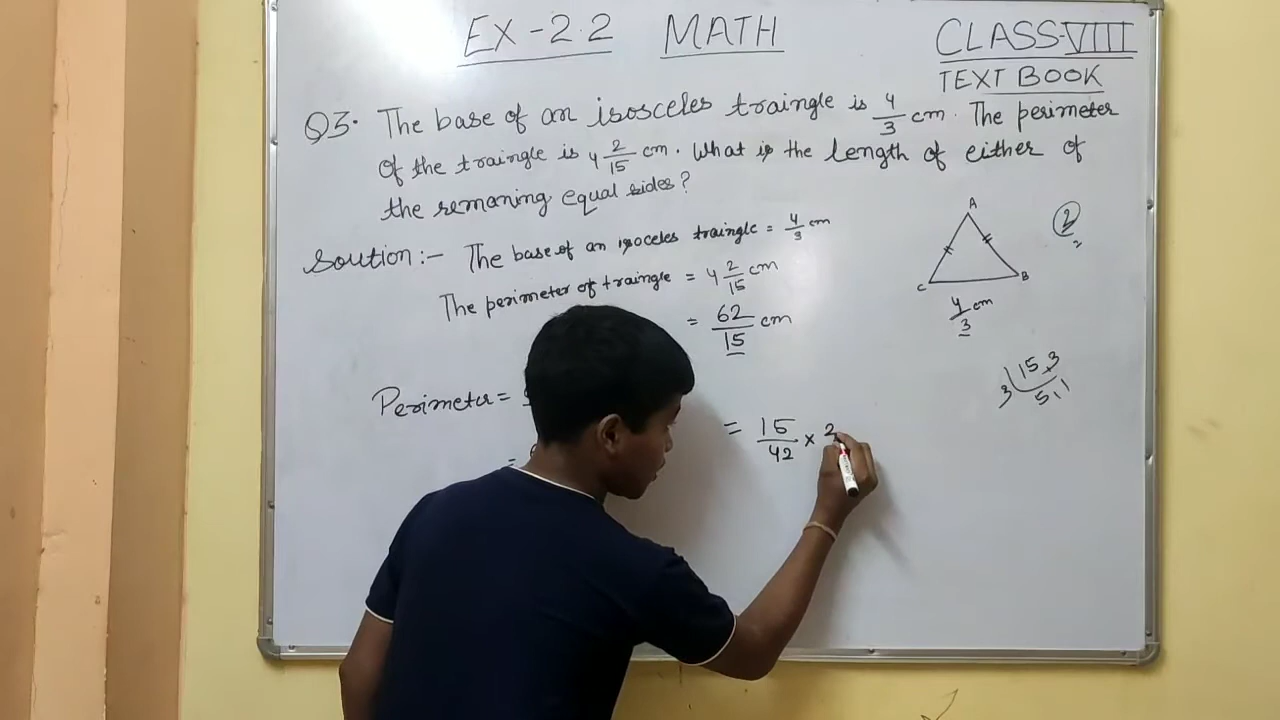 EX-2.2 MATH CLASS-VIII
TEXT BOOK
Q3. The base of an isosceles traingle is 4/3 cm. The perimeter
of the traingle is 4 2/15 cm. What is the length of either of
the remaning equal sides?
Soution:- The base of an isoceles traingle = 4/3 cm
The perimeter of traingle = 4 2/15 cm
= 62/15 cm
Perimeter =
= 15/42 × 2
=
A
C B
4/3 cm
2
3 15,3
5,1